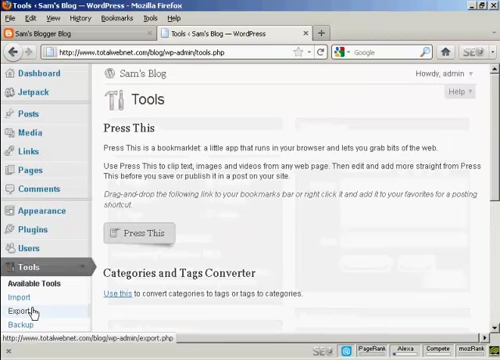 Tools ‹ Sam's Blog — WordPress — Mozilla Firefox
File Edit View History Bookmarks Tools Help
Sam's Blogger Blog
Tools ‹ Sam's Blog — WordPress
http://www.totalwebnet.com/blog/wp-admin/tools.php
Google
Dashboard
Jetpack
Posts
Media
Links
Pages
Comments
Appearance
Plugins
Users
Tools
Available Tools
Import
Export
Backup
Sam's Blog
Howdy, admin
Help
Tools
Press This
Press This is a bookmarklet: a little app that runs in your browser and lets you grab bits of the web.
Use Press This to clip text, images and videos from any web page. Then edit and add more straight from Press
This before you save or publish it in a post on your site.
Drag-and-drop the following link to your bookmarks bar or right click it and add it to your favorites for a posting
shortcut.
Press This
Categories and Tags Converter
Use this to convert categories to tags or tags to categories.
http://www.totalwebnet.com/blog/wp-admin/export.php
PageRank
Alexa
Compete
mozRank